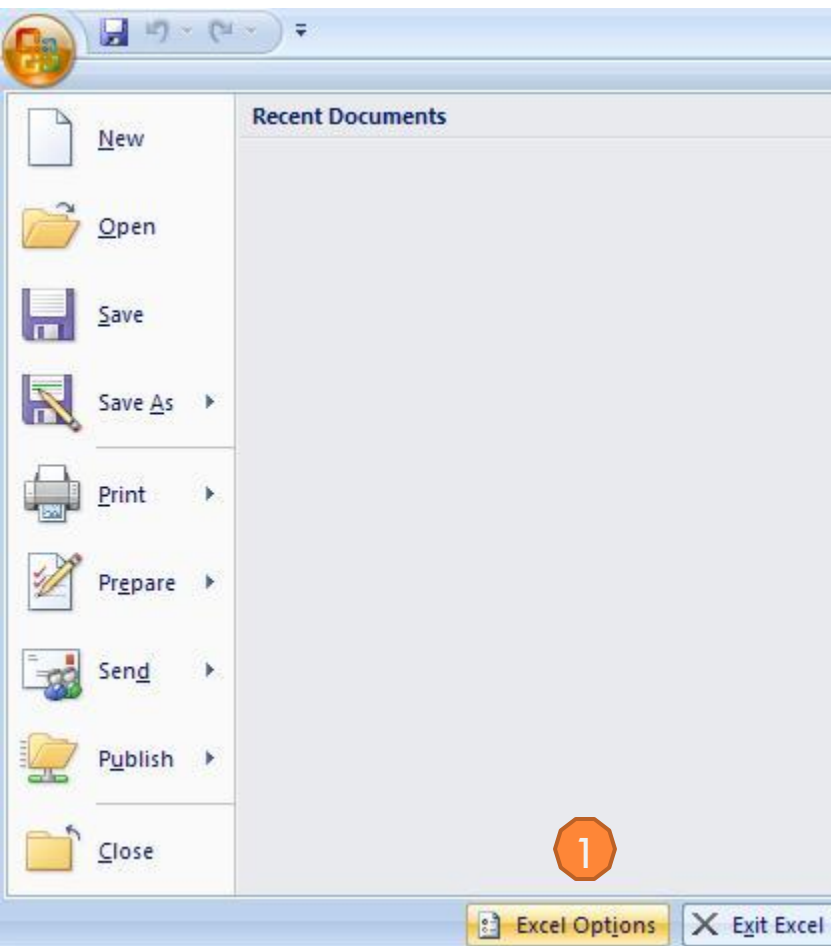 Recent Documents
New
Open
Save
Save As
Print
Prepare
Send
Publish
Close
1
Excel Options
Exit Excel